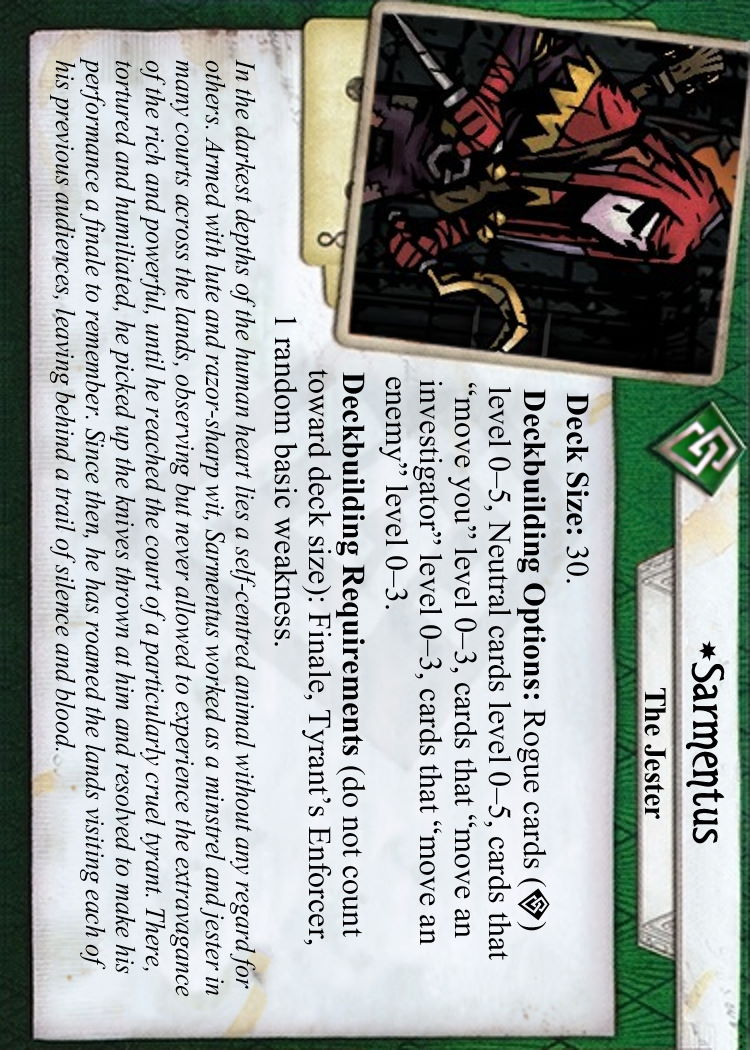 *Sarmentus
The Jester
Deck Size: 30.
Deckbuilding Options: Rogue cards ()
level 0–5, Neutral cards level 0–5, cards that
“move you” level 0–3, cards that “move an
investigator” level 0–3, cards that “move an
enemy” level 0–3.
Deckbuilding Requirements (do not count
toward deck size): Finale, Tyrant’s Enforcer,
1 random basic weakness.
In the darkest depths of the human heart lies a self-centred animal without any regard for
others. Armed with lute and razor-sharp wit, Sarmentus worked as a minstrel and jester in
many courts across the lands, observing but never allowed to experience the extravagance
of the rich and powerful, until he reached the court of a particularly cruel tyrant. There,
tortured and humiliated, he picked up the knives thrown at him and resolved to make his
performance a finale to remember. Since then, he has roamed the lands visiting each of
his previous audiences, leaving behind a trail of silence and blood.
8